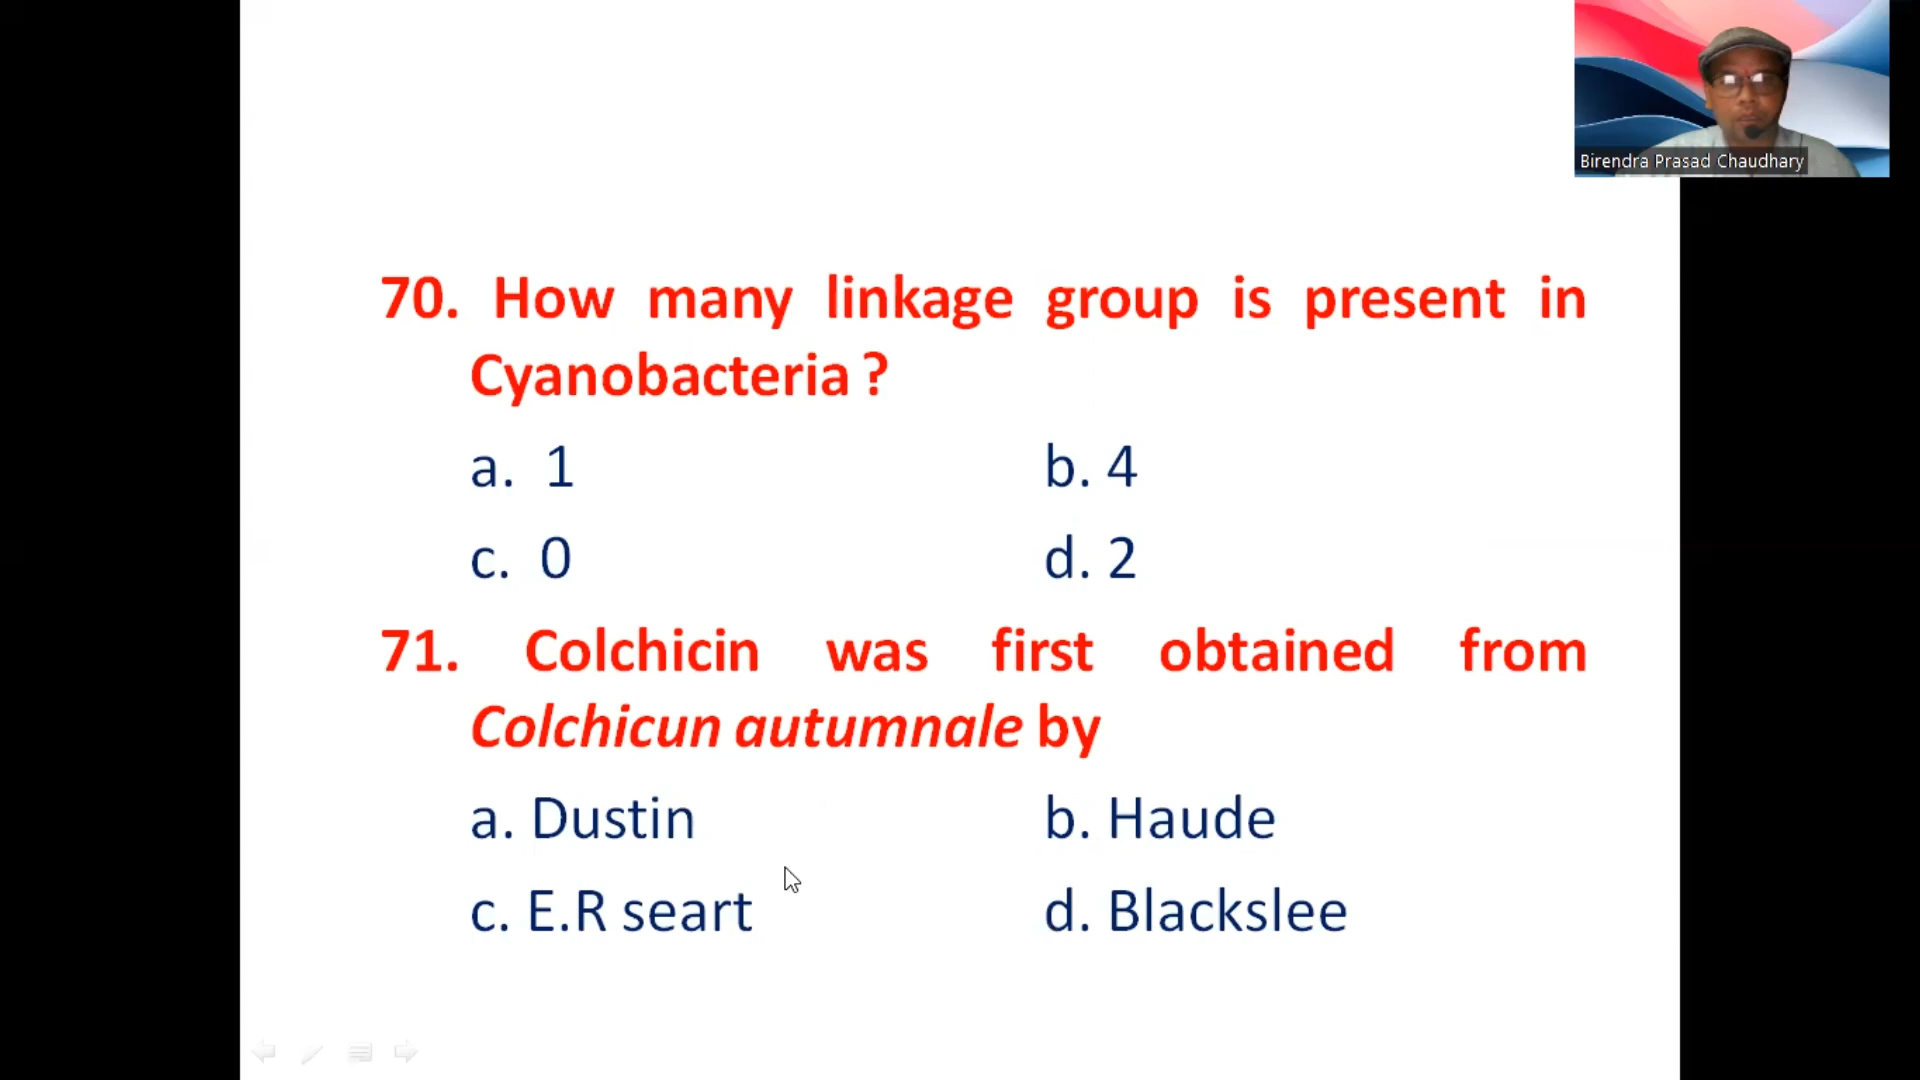 Birendra Prasad Chaudhary
70. How many linkage group is present in
Cyanobacteria ?
a. 1 b. 4
c. 0 d. 2
71. Colchicin was first obtained from
Colchicun autumnale by
a. Dustin b. Haude
c. E.R seart d. Blackslee